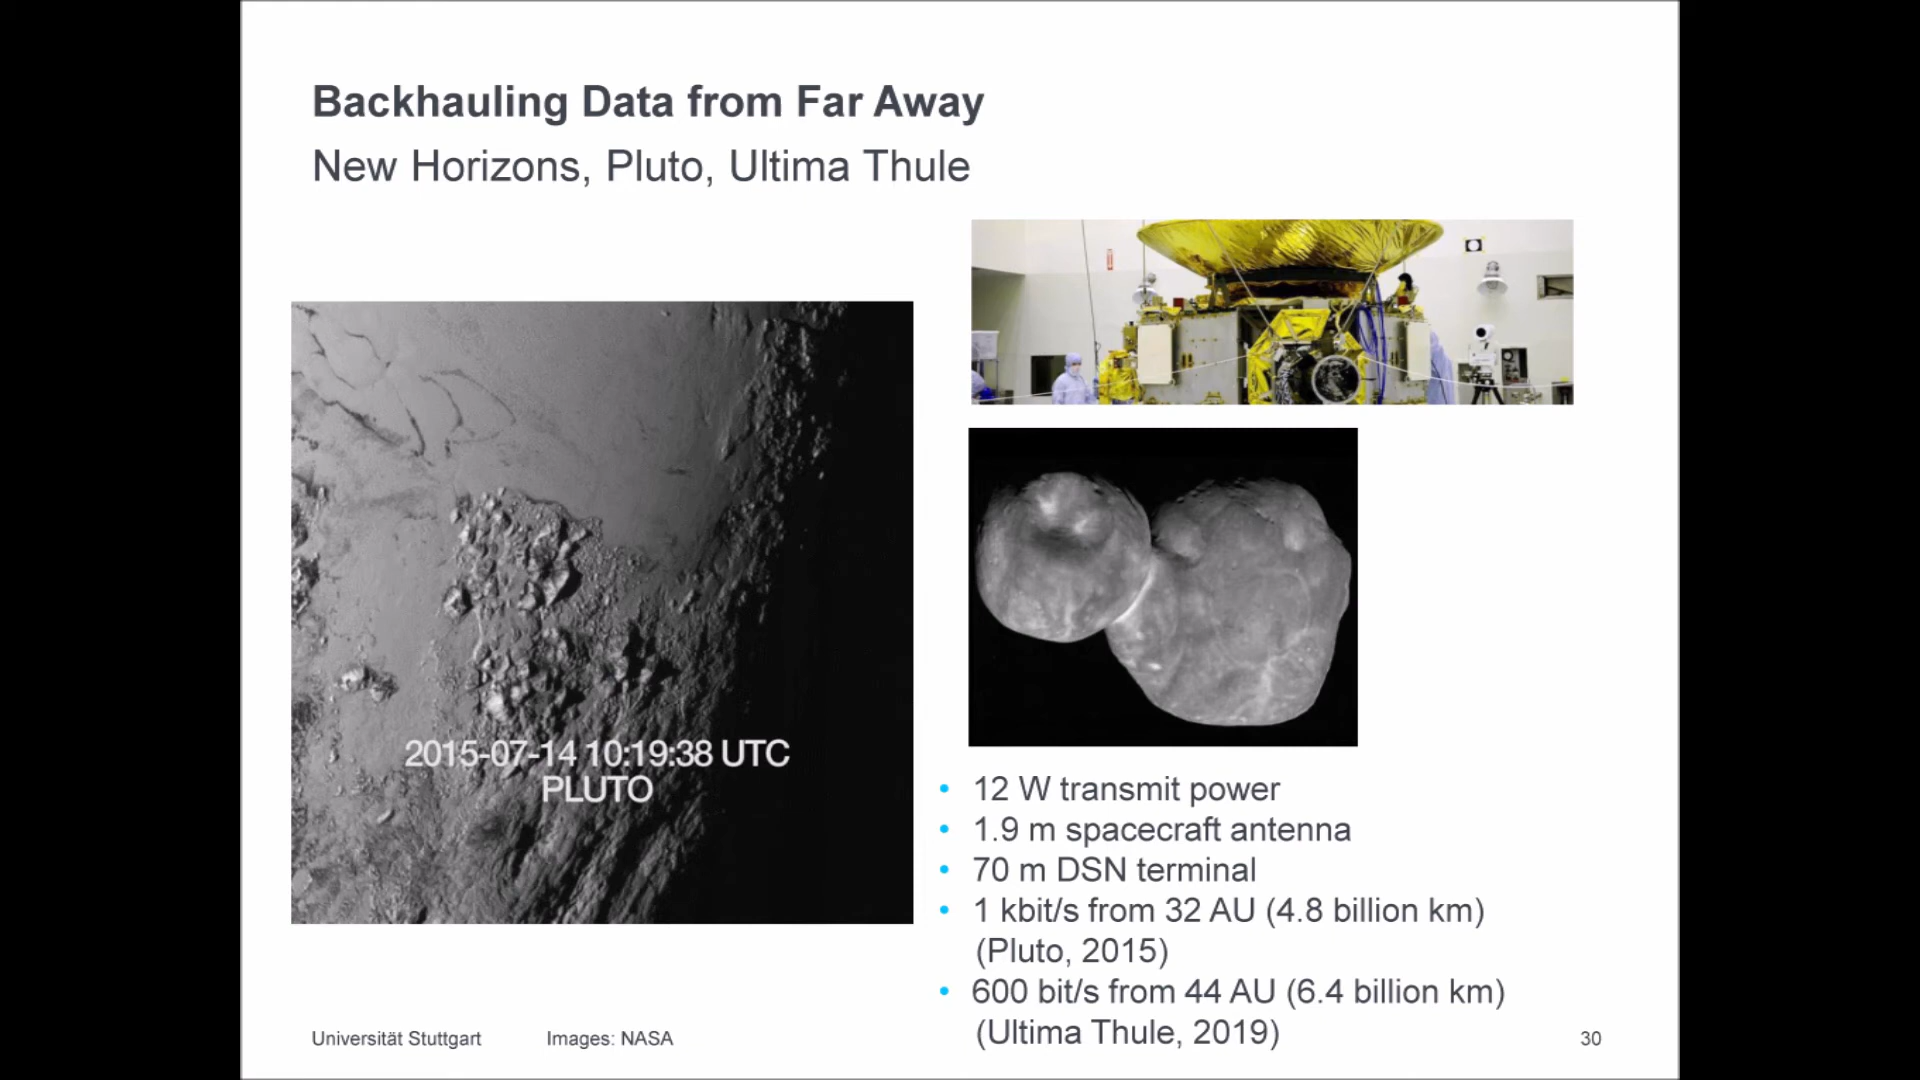 Backhauling Data from Far Away
New Horizons, Pluto, Ultima Thule
2015-07-14 10:19:38 UTC
PLUTO
• 12 W transmit power
• 1.9 m spacecraft antenna
• 70 m DSN terminal
• 1 kbit/s from 32 AU (4.8 billion km)
(Pluto, 2015)
• 600 bit/s from 44 AU (6.4 billion km)
(Ultima Thule, 2019)
Universität Stuttgart
Images: NASA
30